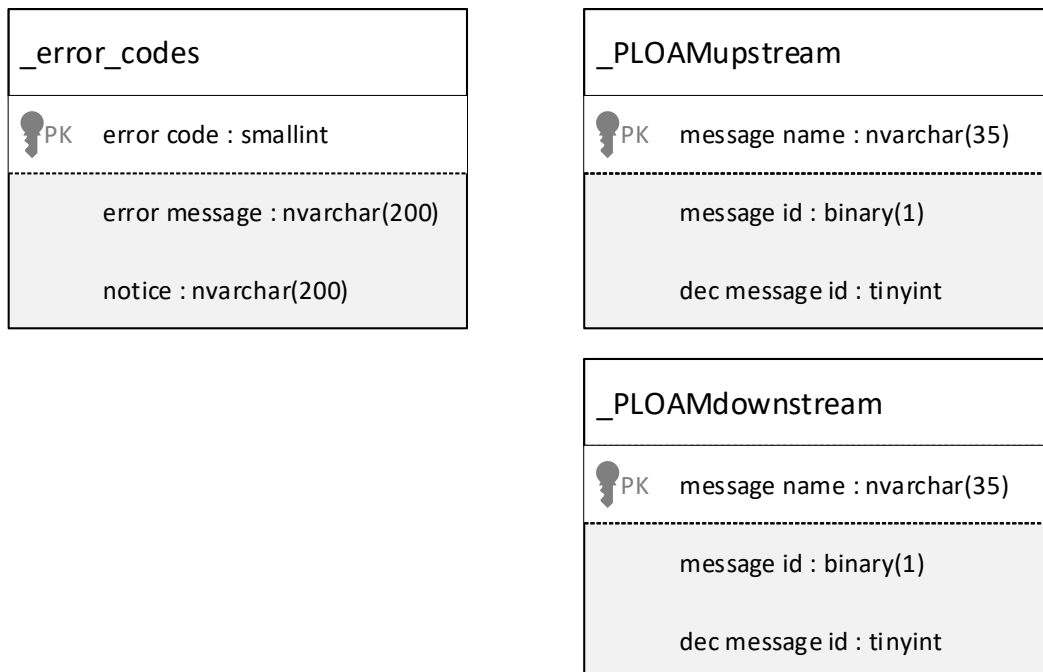 _error_codes
PK error code : smallint
error message : nvarchar(200)
notice : nvarchar(200)
_PLOAMupstream
PK message name : nvarchar(35)
message id : binary(1)
dec message id : tinyint
_PLOAMdownstream
PK message name : nvarchar(35)
message id : binary(1)
dec message id : tinyint